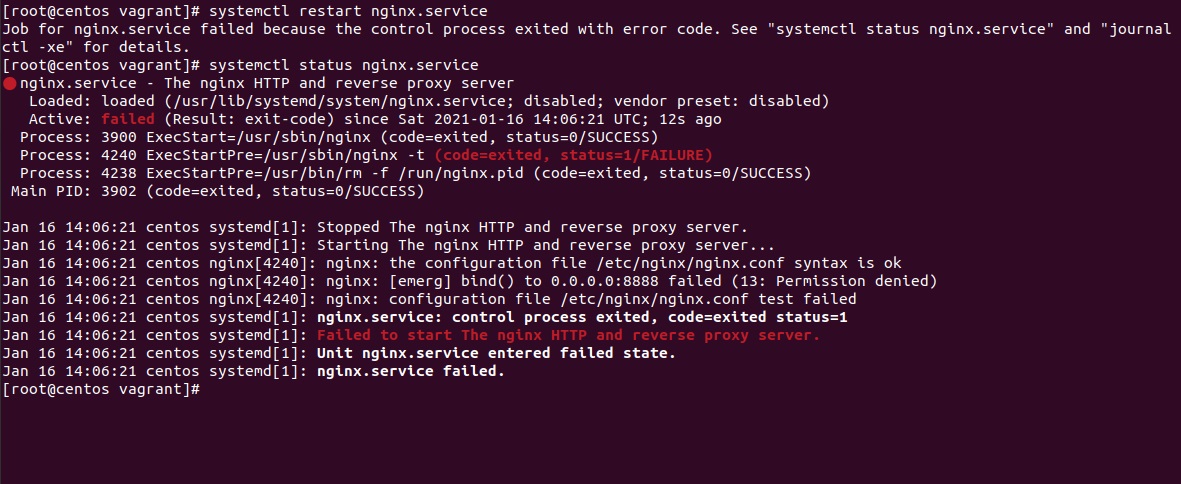 [root@centos vagrant]# systemctl restart nginx.service
Job for nginx.service failed because the control process exited with error code. See "systemctl status nginx.service" and "journal
ctl -xe" for details.
[root@centos vagrant]# systemctl status nginx.service
● nginx.service - The nginx HTTP and reverse proxy server
   Loaded: loaded (/usr/lib/systemd/system/nginx.service; disabled; vendor preset: disabled)
   Active: failed (Result: exit-code) since Sat 2021-01-16 14:06:21 UTC; 12s ago
  Process: 3900 ExecStart=/usr/sbin/nginx (code=exited, status=0/SUCCESS)
  Process: 4240 ExecStartPre=/usr/sbin/nginx -t (code=exited, status=1/FAILURE)
  Process: 4238 ExecStartPre=/usr/bin/rm -f /run/nginx.pid (code=exited, status=0/SUCCESS)
 Main PID: 3902 (code=exited, status=0/SUCCESS)

Jan 16 14:06:21 centos systemd[1]: Stopped The nginx HTTP and reverse proxy server.
Jan 16 14:06:21 centos systemd[1]: Starting The nginx HTTP and reverse proxy server...
Jan 16 14:06:21 centos nginx[4240]: nginx: the configuration file /etc/nginx/nginx.conf syntax is ok
Jan 16 14:06:21 centos nginx[4240]: nginx: [emerg] bind() to 0.0.0.0:8888 failed (13: Permission denied)
Jan 16 14:06:21 centos nginx[4240]: nginx: configuration file /etc/nginx/nginx.conf test failed
Jan 16 14:06:21 centos systemd[1]: nginx.service: control process exited, code=exited status=1
Jan 16 14:06:21 centos systemd[1]: Failed to start The nginx HTTP and reverse proxy server.
Jan 16 14:06:21 centos systemd[1]: Unit nginx.service entered failed state.
Jan 16 14:06:21 centos systemd[1]: nginx.service failed.
[root@centos vagrant]#